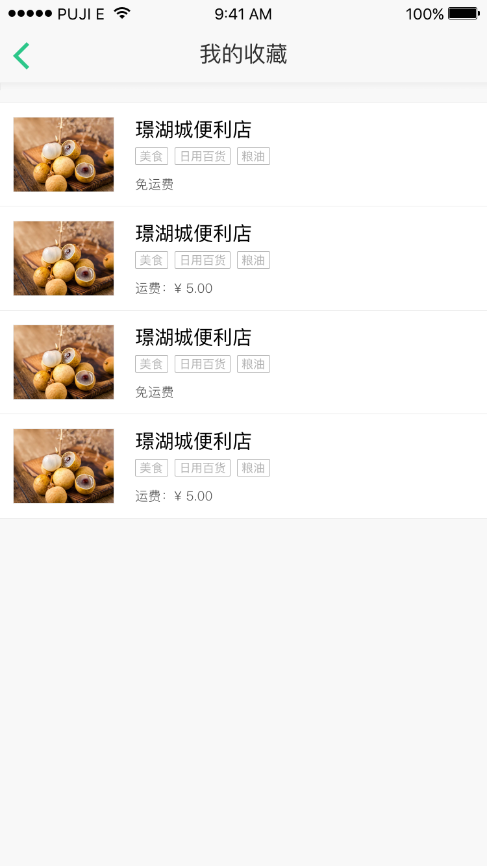 PUJI E 9:41 AM 100%
我的收藏
璟湖城便利店
美食 日用百货 粮油
免运费
璟湖城便利店
美食 日用百货 粮油
运费：¥ 5.00
璟湖城便利店
美食 日用百货 粮油
免运费
璟湖城便利店
美食 日用百货 粮油
运费：¥ 5.00